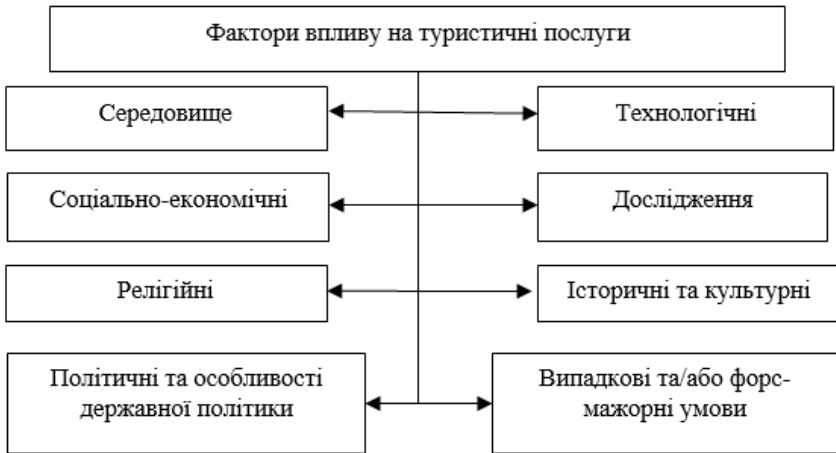 Фактори впливу на туристичні послуги
Середовище
Технологічні
Соціально-економічні
Дослідження
Релігійні
Історичні та культурні
Політичні та особливості
державної політики
Випадкові та/або форс-
мажорні умови